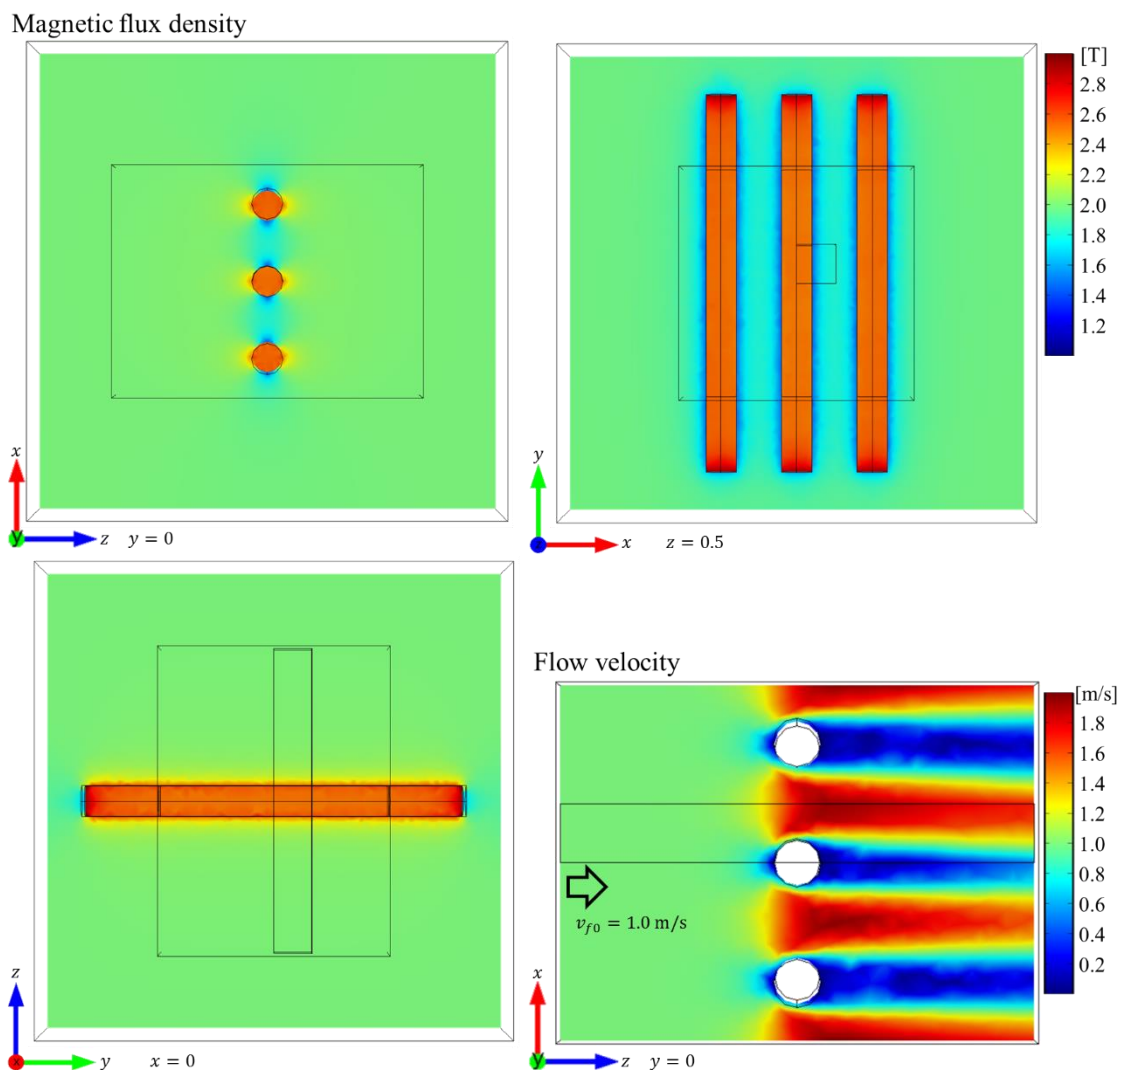 Magnetic flux density
[T]
2.8
2.6
2.4
2.2
2.0
1.8
1.6
1.4
1.2
x
y
z y = 0
y
x z = 0.5
Flow velocity
[m/s]
1.8
1.6
1.4
1.2
1.0
0.8
0.6
0.4
0.2
v_{f0} = 1.0 m/s
z
x
y x = 0
x
y
z y = 0